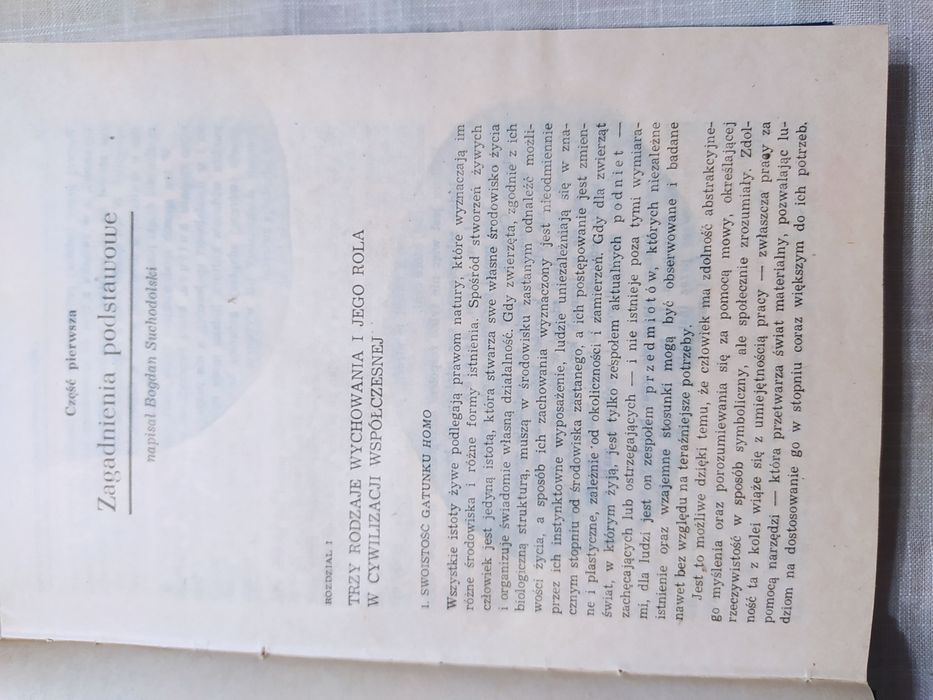 Część pierwsza
Zagadnienia podstawowe
napisał Bogdan Suchodolski
ROZDZIAŁ I
TRZY RODZAJE WYCHOWANIA I JEGO ROLA
W CYWILIZACJI WSPÓŁCZESNEJ
1. SWOISTOŚĆ GATUNKU HOMO
Wszystkie istoty żywe podlegają prawom natury, które wyznaczają im
różne środowiska i różne formy istnienia. Spośród stworzeń żywych
człowiek jest jedyną istotą, która stwarza swe własne środowisko życia
i organizuje świadomie własną działalność. Gdy zwierzęta, zgodnie z ich
biologiczną strukturą, muszą w środowisku zastanym odnaleźć możli-
wości życia, a sposób ich zachowania wyznaczony jest nieodmiennie
przez ich instynktowne wyposażenie, ludzie uniezależniają się w zna-
cznym stopniu od środowiska zastanego, a ich postępowanie jest zmien-
ne i plastyczne, zależnie od okoliczności i zamierzeń. Gdy dla zwierząt
świat, w którym żyją, jest tylko zespołem aktualnych podniet —
zachęcających lub ostrzegających — i nie istnieje poza tymi wymiara-
mi, dla ludzi jest on zespołem przedmiotów, których niezależne
istnienie oraz wzajemne stosunki mogą być obserwowane i badane
nawet bez względu na teraźniejsze potrzeby.
Jest to możliwe dzięki temu, że człowiek ma zdolność abstrakcyjne-
go myślenia oraz porozumiewania się za pomocą mowy, określającej
rzeczywistość w sposób symboliczny, ale społecznie zrozumiały. Zdol-
ność ta z kolei wiąże się z umiejętnością pracy — zwłaszcza pracy za
pomocą narzędzi — która przetwarza świat materialny, pozwalając lu-
dziom na dostosowanie go w stopniu coraz większym do ich potrzeb.